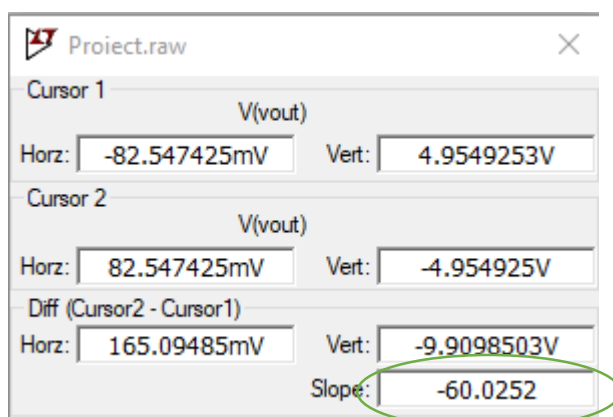 Proiect.raw
Cursor 1
V(vout)
Horz: -82.547425mV Vert: 4.9549253V
Cursor 2
V(vout)
Horz: 82.547425mV Vert: -4.954925V
Diff (Cursor2 - Cursor1)
Horz: 165.09485mV Vert: -9.9098503V
Slope: -60.0252